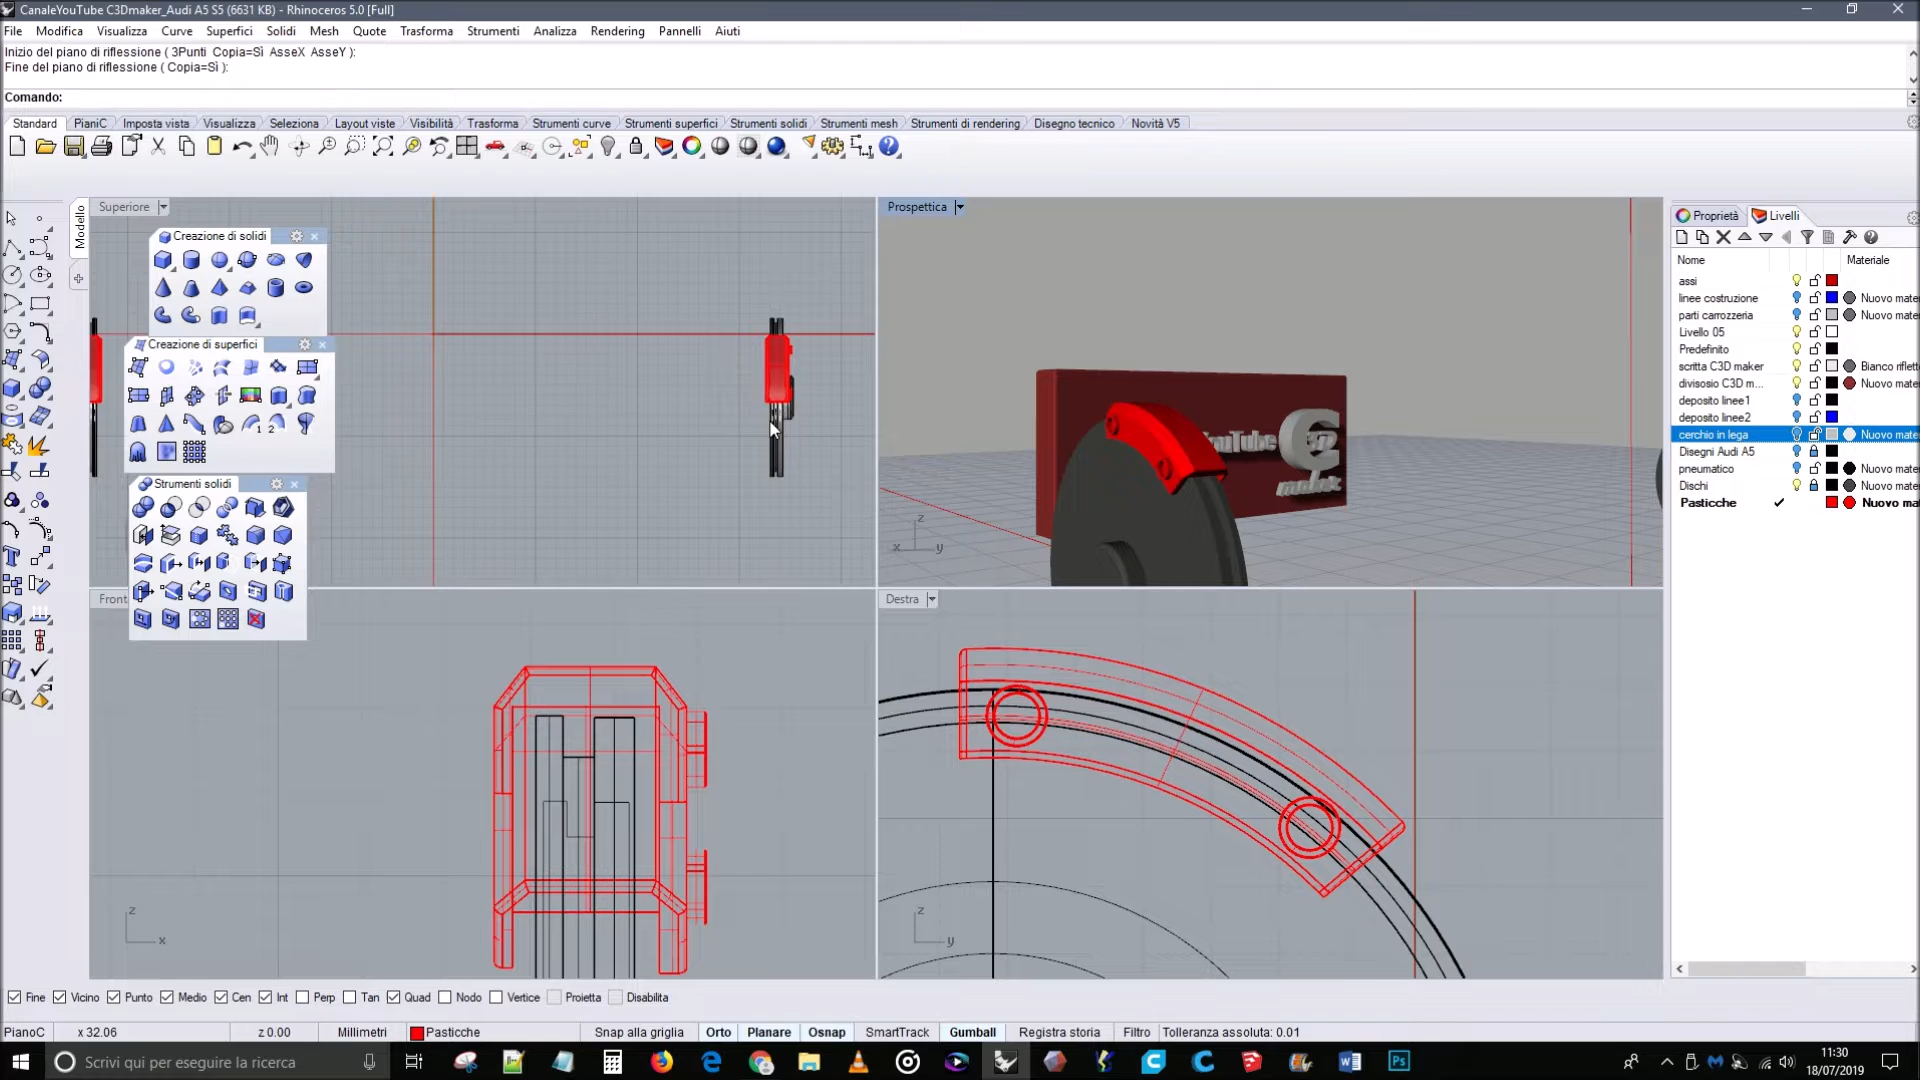 CanaleYouTube C3Dmaker_Audi A5 S5 (6631 KB) - Rhinoceros 5.0 [Full]
File Modifica Visualizza Curve Superfici Solidi Mesh Quote Trasforma Strumenti Analizza Rendering Pannelli Aiuti
Inizio del piano di riflessione ( 3Punti Copia=Sì AsseX AsseY ):
Fine del piano di riflessione ( Copia=Sì ):
Comando:
Standard PianiC Imposta vista Visualizza Seleziona Layout viste Visibilità Trasforma Strumenti curve Strumenti superfici Strumenti solidi Strumenti mesh Strumenti di rendering Disegno tecnico Novità V5
Modello
Superiore
Creazione di solidi
Creazione di superfici
1 2
Strumenti solidi
Prospettica
YouTube
maker
z
x y
Front
z
x
Destra
z
y
Proprietà Livelli
Nome Materiale
assi
linee costruzione Nuovo mate
parti carrozzeria Nuovo mate
Livello 05
Predefinito
scritta C3D maker Bianco riflett
divisosio C3D m... Nuovo mate
deposito linee1
deposito linee2
cerchio in lega Nuovo mate
Disegni Audi A5
pneumatico Nuovo mate
Dischi Nuovo mate
Pasticche Nuovo ma
Fine Vicino Punto Medio Cen Int Perp Tan Quad Nodo Vertice Proietta Disabilita
PianoC x 32.06 z 0.00 Millimetri Pasticche Snap alla griglia Orto Planare Osnap SmartTrack Gumball Registra storia Filtro Tolleranza assoluta: 0.01
Scrivi qui per eseguire la ricerca
11:30
18/07/2019